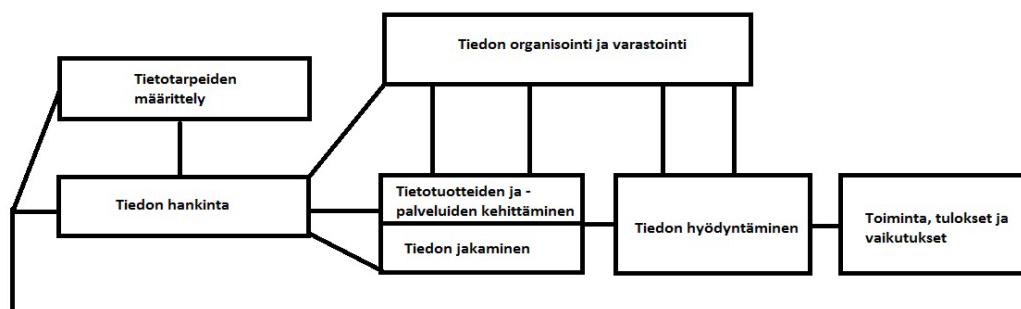 Tiedon organisointi ja varastointi
Tietotarpeiden
määrittely
Tiedon hankinta
Tietotuotteiden ja -
palveluiden kehittäminen
Tiedon jakaminen
Tiedon hyödyntäminen
Toiminta, tulokset ja
vaikutukset